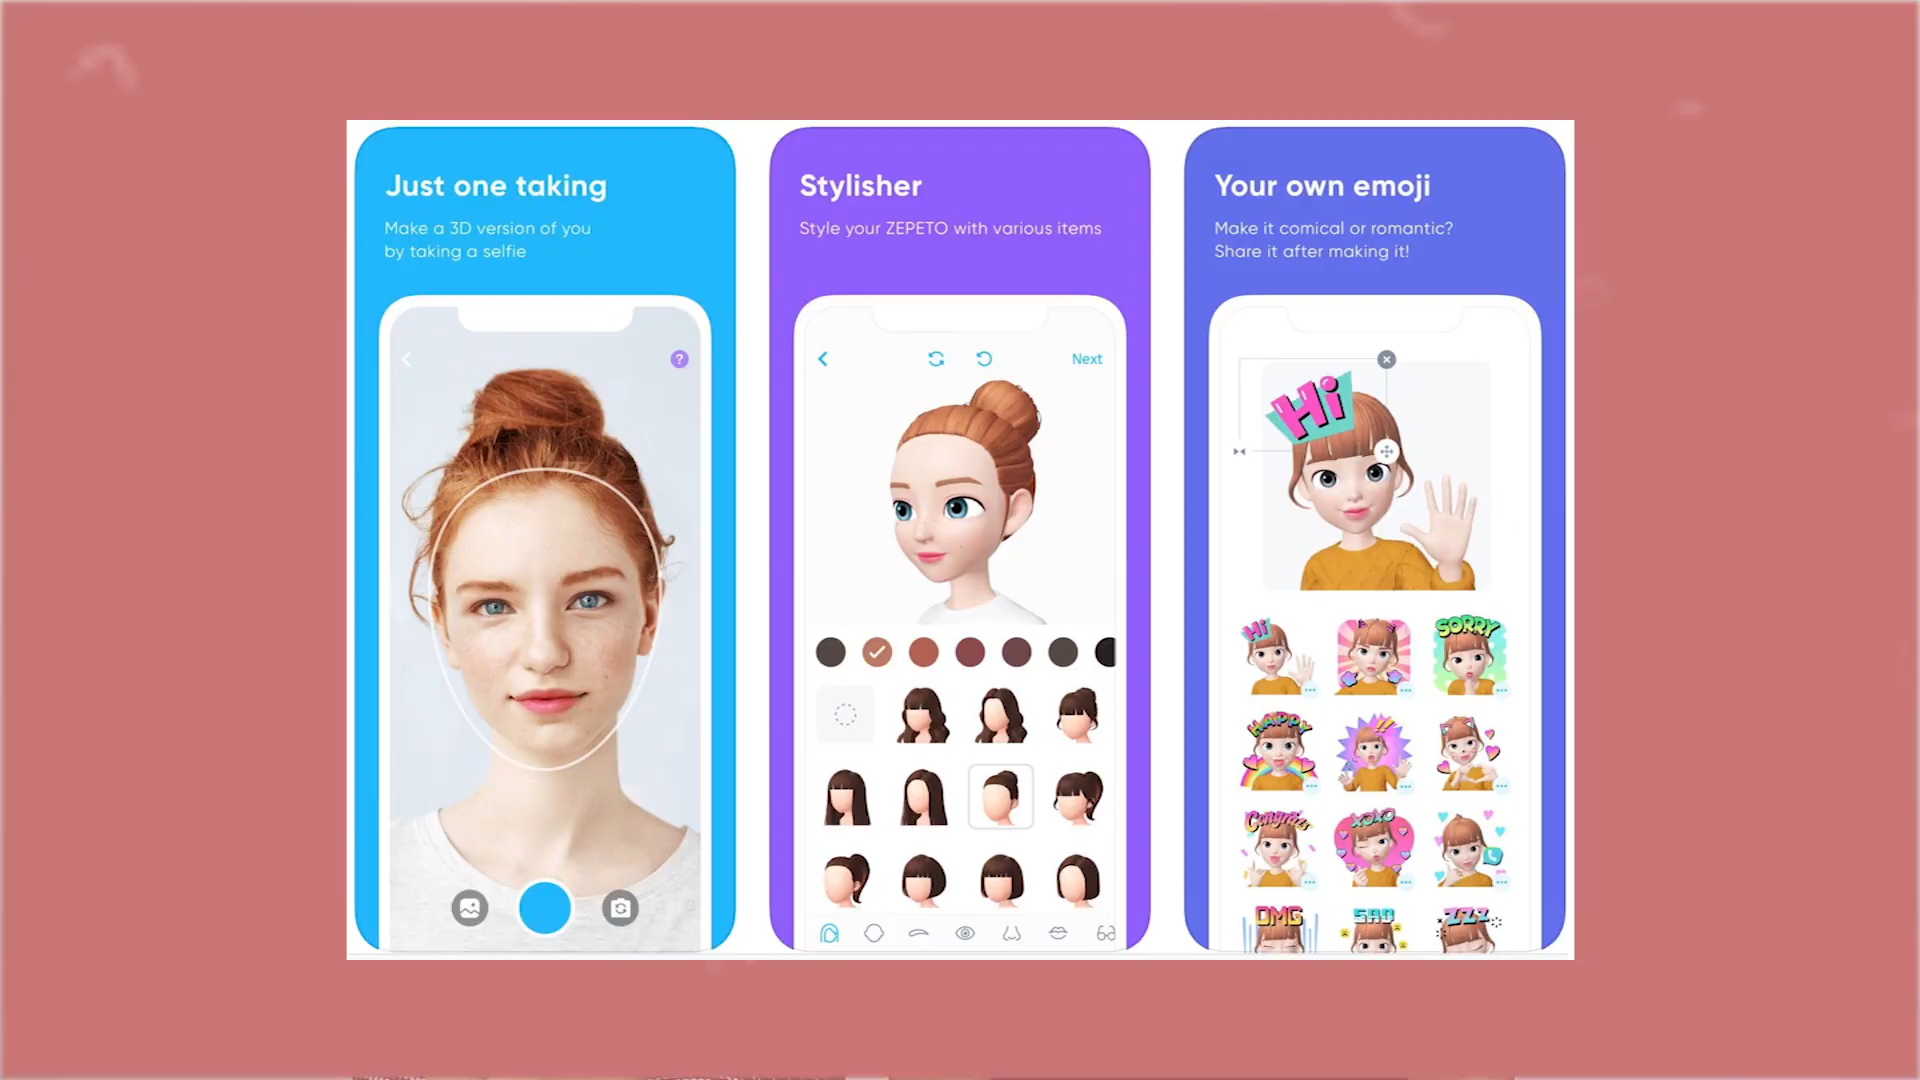 Just one taking
Make a 3D version of you
by taking a selfie
?
Stylisher
Style your ZEPETO with various items
Next
Your own emoji
Make it comical or romantic?
Share it after making it!
Hi
Hi
SORRY
HAPPY
!!
Congrats
XOXO
OMG
SAD
ZZZ